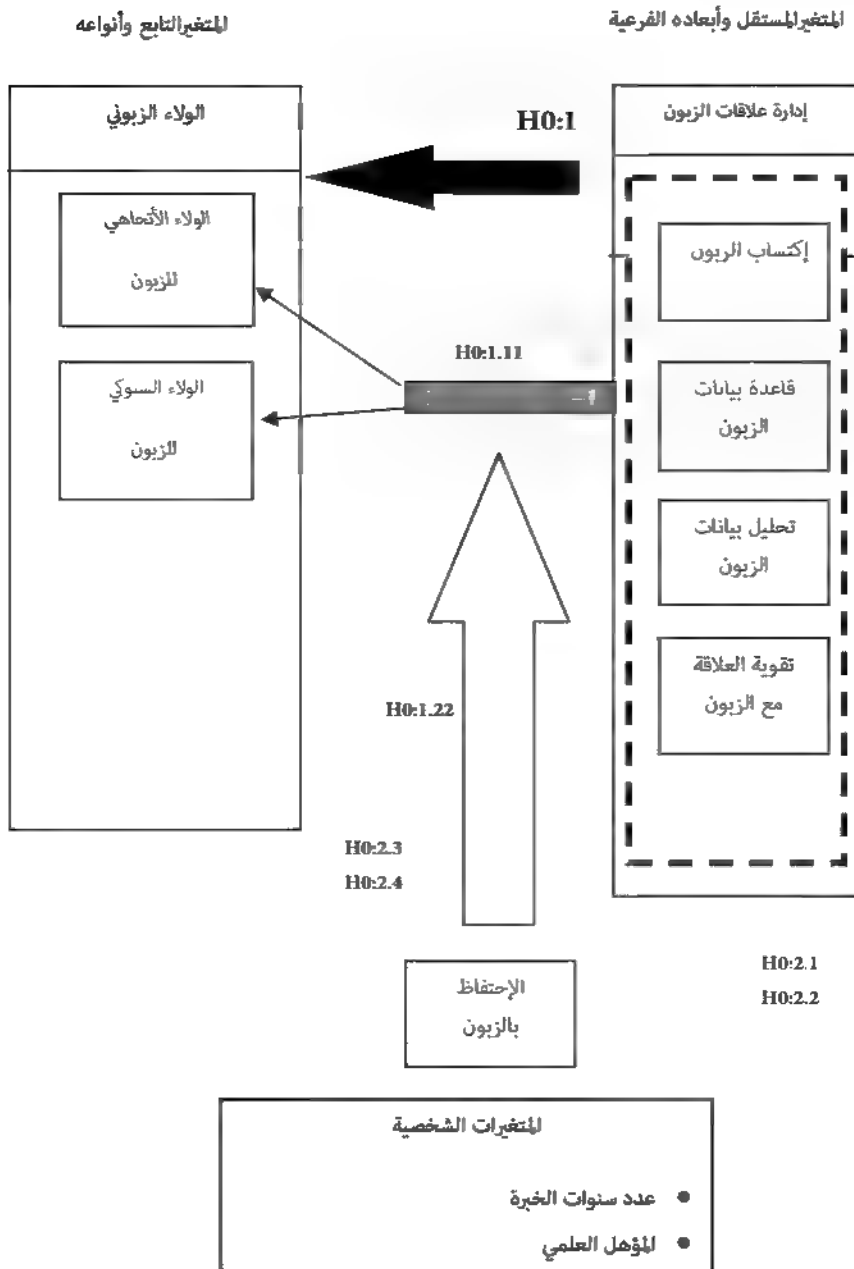 المتغيرالمستقل وأبعاده الفرعية
المتغيرالتابع وأنواعه
إدارة علاقات الزبون
H0:1
الولاء الزبوني
إكتساب الزبون
قاعدة بيانات
الزبون
تحليل بيانات
الزبون
تقوية العلاقة
مع الزبون
الولاء الأتجاهي
للزبون
الولاء السلوكي
للزبون
H0:1.11
H0:1.22
H0:2.3
H0:2.4
H0:2.1
H0:2.2
الإحتفاظ
بالزبون
المتغيرات الشخصية
● عدد سنوات الخبرة
● المؤهل العلمي